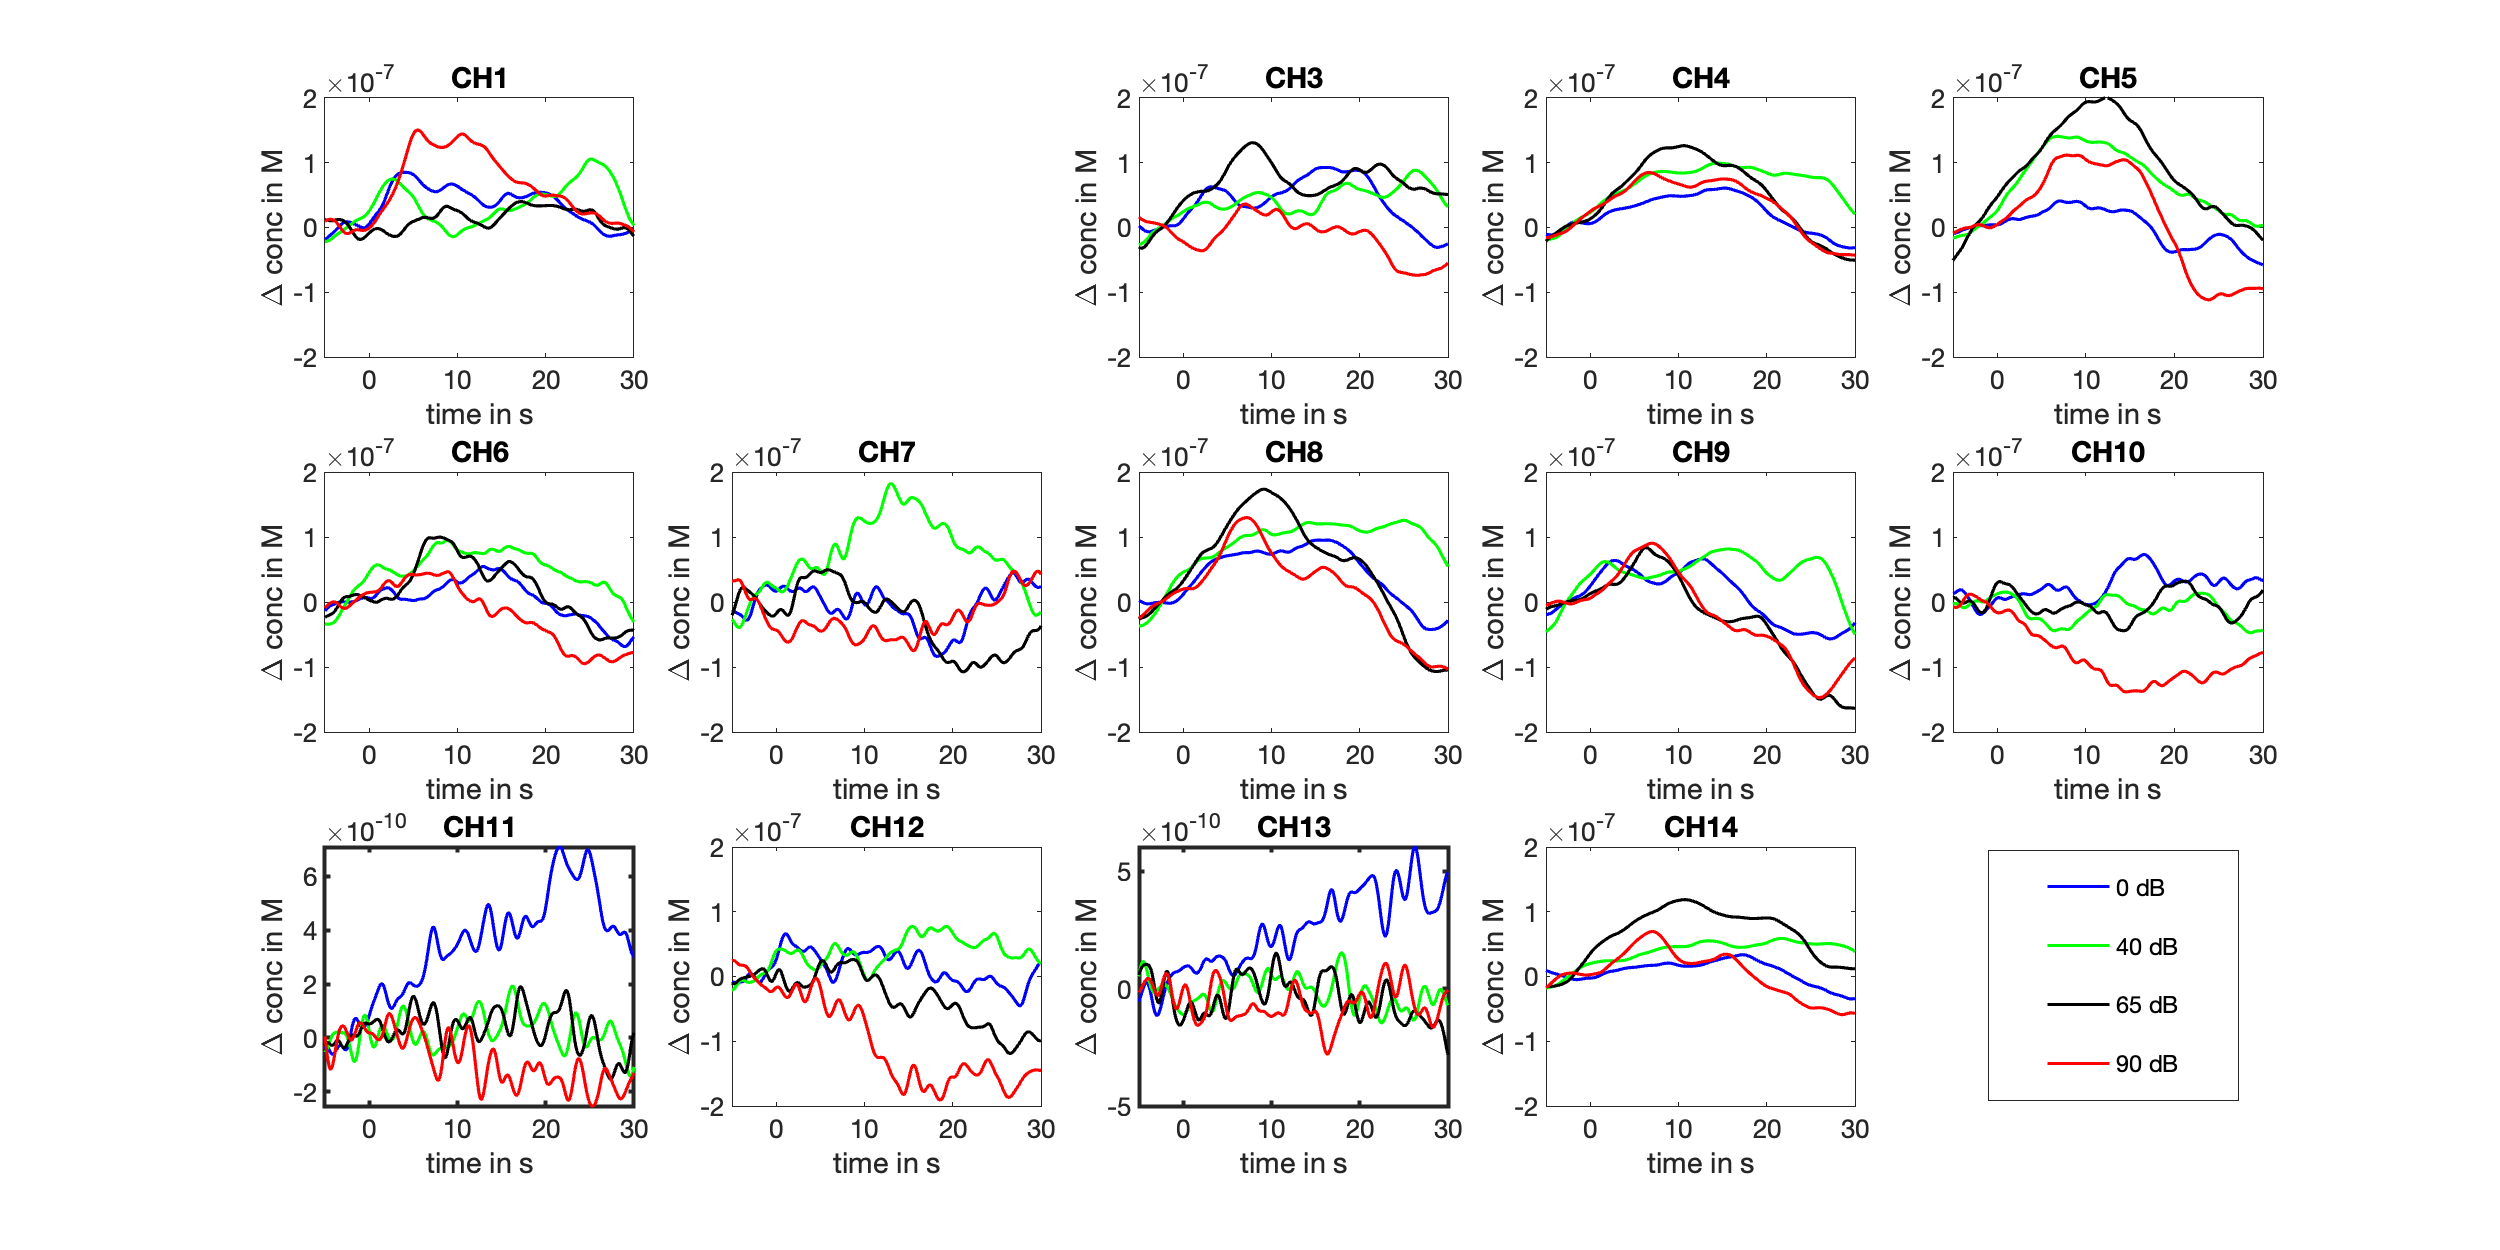 ×10-7 CH1
2
1
0
-1
-2
Δ conc in M
0 10 20 30
time in s
×10-7 CH3
2
1
0
-1
-2
Δ conc in M
0 10 20 30
time in s
×10-7 CH4
2
1
0
-1
-2
Δ conc in M
0 10 20 30
time in s
×10-7 CH5
2
1
0
-1
-2
Δ conc in M
0 10 20 30
time in s
×10-7 CH6
2
1
0
-1
-2
Δ conc in M
0 10 20 30
time in s
×10-7 CH7
2
1
0
-1
-2
Δ conc in M
0 10 20 30
time in s
×10-7 CH8
2
1
0
-1
-2
Δ conc in M
0 10 20 30
time in s
×10-7 CH9
2
1
0
-1
-2
Δ conc in M
0 10 20 30
time in s
×10-7 CH10
2
1
0
-1
-2
Δ conc in M
0 10 20 30
time in s
×10-10 CH11
6
4
2
0
-2
Δ conc in M
0 10 20 30
time in s
×10-7 CH12
2
1
0
-1
-2
Δ conc in M
0 10 20 30
time in s
×10-10 CH13
5
0
-5
Δ conc in M
0 10 20 30
time in s
×10-7 CH14
2
1
0
-1
-2
Δ conc in M
0 10 20 30
time in s
0 dB
40 dB
65 dB
90 dB